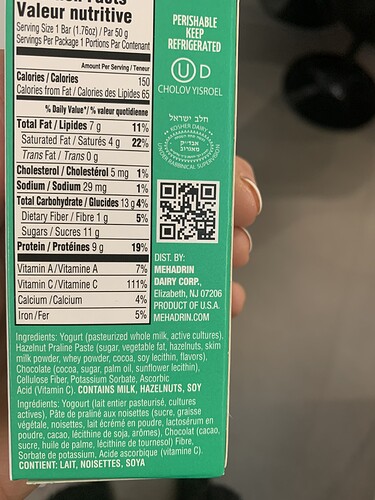 Valeur nutritive
Serving Size 1 Bar (1.76oz) / Par 50 g
Servings Per Package 1 Portions Par Contenant
Amount Per Serving / Teneur
Calories / Calories 150
Calories from Fat / Calories des Lipides 65
% Daily Value*/ % valeur quotidienne
Total Fat / Lipides 7 g 11%
Saturated Fat / Saturés 4 g 22%
Trans Fat / Trans 0 g
Cholesterol / Cholestérol 5 mg 1%
Sodium / Sodium 29 mg 1%
Total Carbohydrate / Glucides 13 g 4%
Dietary Fiber / Fibre 1 g 5%
Sugars / Sucres 11 g
Protein / Protéines 9 g 19%
Vitamin A / Vitamine A 7%
Vitamin C / Vitamine C 111%
Calcium / Calcium 4%
Iron / Fer 5%
PERISHABLE
KEEP
REFRIGERATED
U D
CHOLOV YISROEL
חלב ישראל
KOSHER DAIRY
UNDER RABBINICAL SUPERVISION
DIST. BY:
MEHADRIN
DAIRY CORP.,
Elizabeth, NJ 07206
PRODUCT OF U.S.A.
MEHADRIN.COM
Ingredients: Yogurt (pasteurized whole milk, active cultures),
Hazelnut Praline Paste (sugar, vegetable fat, hazelnuts, skim
milk powder, whey powder, cocoa, soy lecithin, flavors),
Chocolate (cocoa, sugar, palm oil, sunflower lecithin),
Cellulose Fiber, Potassium Sorbate, Ascorbic
Acid (Vitamin C). CONTAINS MILK, HAZELNUTS, SOY
Ingrédients: Yogourt (lait entier pasteurisé, cultures
actives), Pâte de praliné aux noisettes (sucre, graisse
végétale, noisettes, lait écrémé en poudre, lactosérum en
poudre, cacao, lécithine de soja, arômes), Chocolat (cacao,
sucre, huile de palme, lécithine de tournesol) Fibre,
Sorbate de potassium, Acide ascorbique (vitamine C).
CONTIENT: LAIT, NOISETTES, SOYA